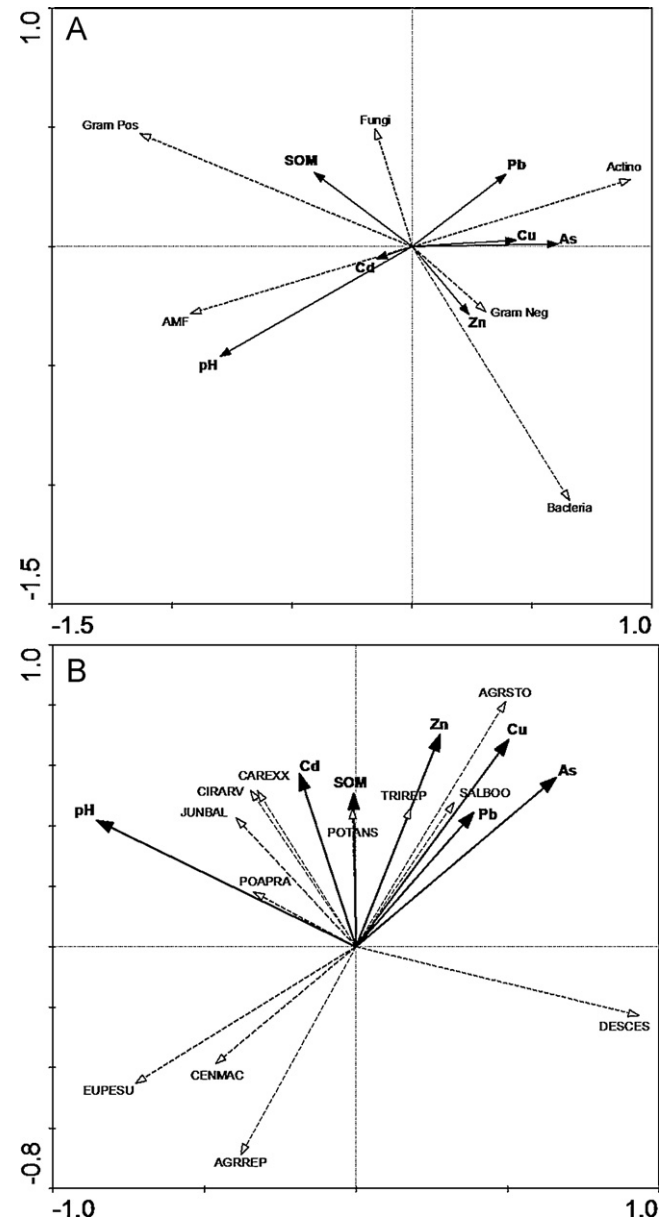 1.0
A
Fungi
Gram Pos
SOM
Pb
Actino
Cu
As
Cd
Zn
Gram Neg
AMF
pH
Bacteria
-1.5
-1.5
1.0
1.0
B
AGRSTO
Zn
Cu
Cd
CAREXX
As
SOM
CIRARV
TRIREP
SALBOO
pH
JUNBAL
Pb
POTANS
POAPRA
DESCES
CENMAC
EUPESU
AGRREP
-0.8
-1.0
1.0